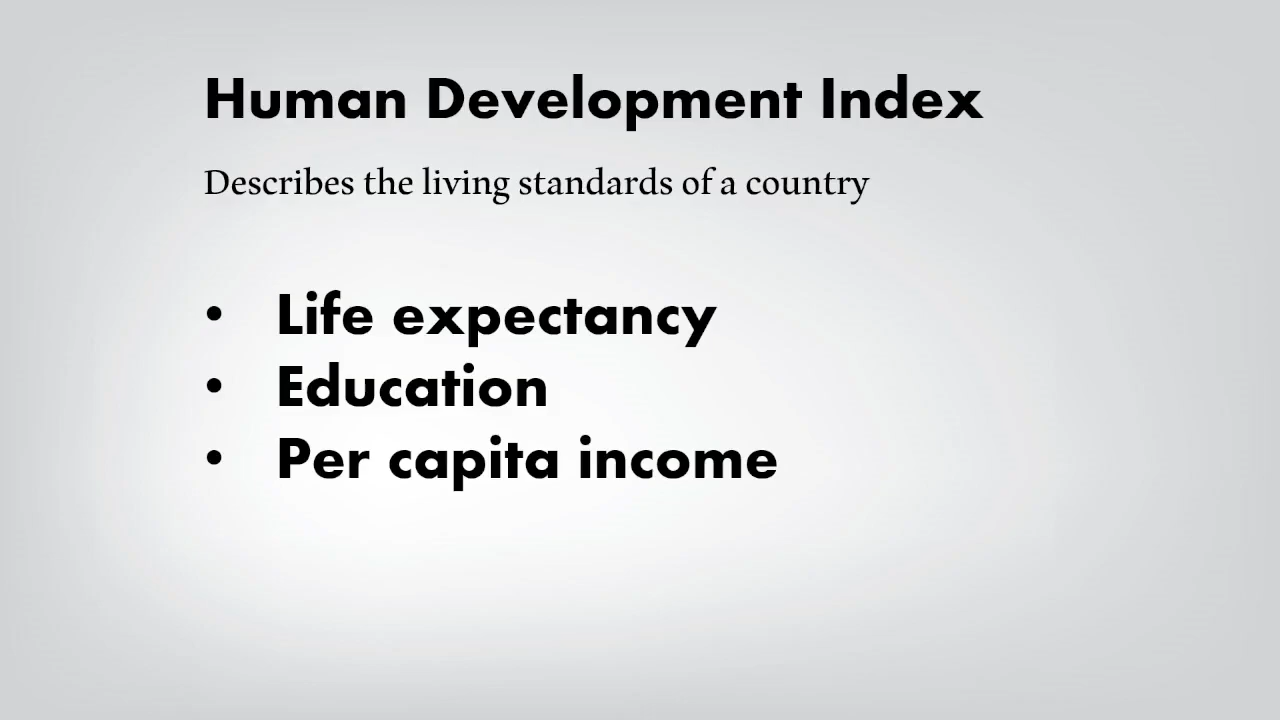 Human Development Index
Describes the living standards of a country
• Life expectancy
• Education
• Per capita income